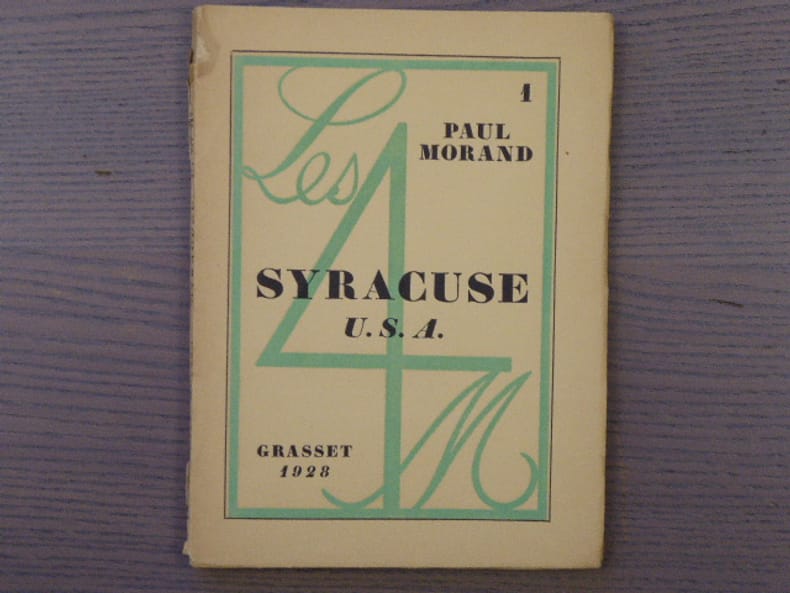 1
PAUL
MORAND
Les
4
M
SYRACUSE
U.S.A.
GRASSET
1928